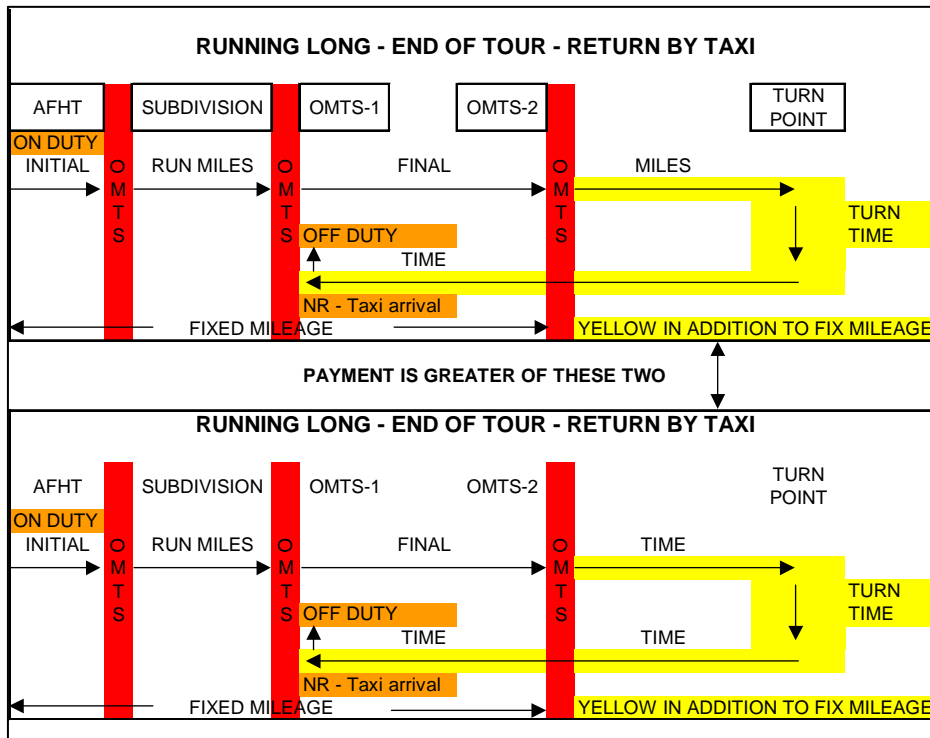 RUNNING LONG - END OF TOUR - RETURN BY TAXI
AFHT SUBDIVISION OMTS-1 OMTS-2 TURN POINT
ON DUTY
INITIAL RUN MILES FINAL MILES
OMTS OMTS OMTS
TURN TIME
OFF DUTY
TIME
NR - Taxi arrival
FIXED MILEAGE YELLOW IN ADDITION TO FIX MILEAGE
PAYMENT IS GREATER OF THESE TWO
RUNNING LONG - END OF TOUR - RETURN BY TAXI
AFHT SUBDIVISION OMTS-1 OMTS-2 TURN POINT
ON DUTY
INITIAL RUN MILES FINAL TIME
OMTS OMTS OMTS
TURN TIME
OFF DUTY
TIME TIME
NR - Taxi arrival
FIXED MILEAGE YELLOW IN ADDITION TO FIX MILEAGE